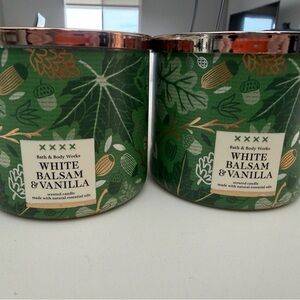 Bath & Body Works
WHITE
BALSAM
& VANILLA
scented candle
made with natural essential oils
Bath & Body Works
WHITE
BALSAM
& VANILLA
scented candle
made with natural essential oils